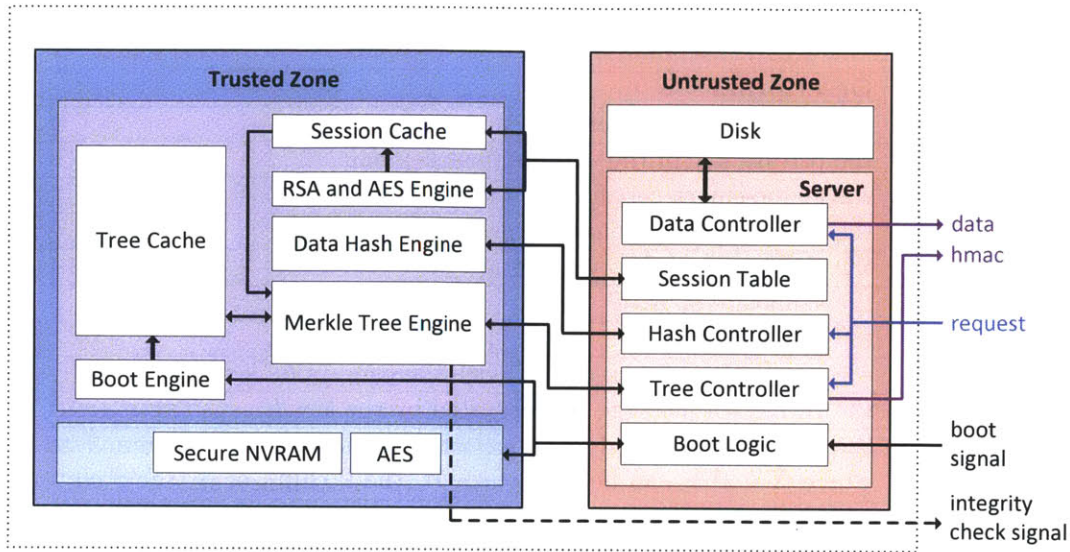 Trusted Zone
Session Cache
RSA and AES Engine
Tree Cache
Data Hash Engine
Merkle Tree Engine
Boot Engine
Secure NVRAM
AES
Untrusted Zone
Disk
Server
Data Controller
Session Table
Hash Controller
Tree Controller
Boot Logic
data
hmac
request
boot
signal
integrity
check signal